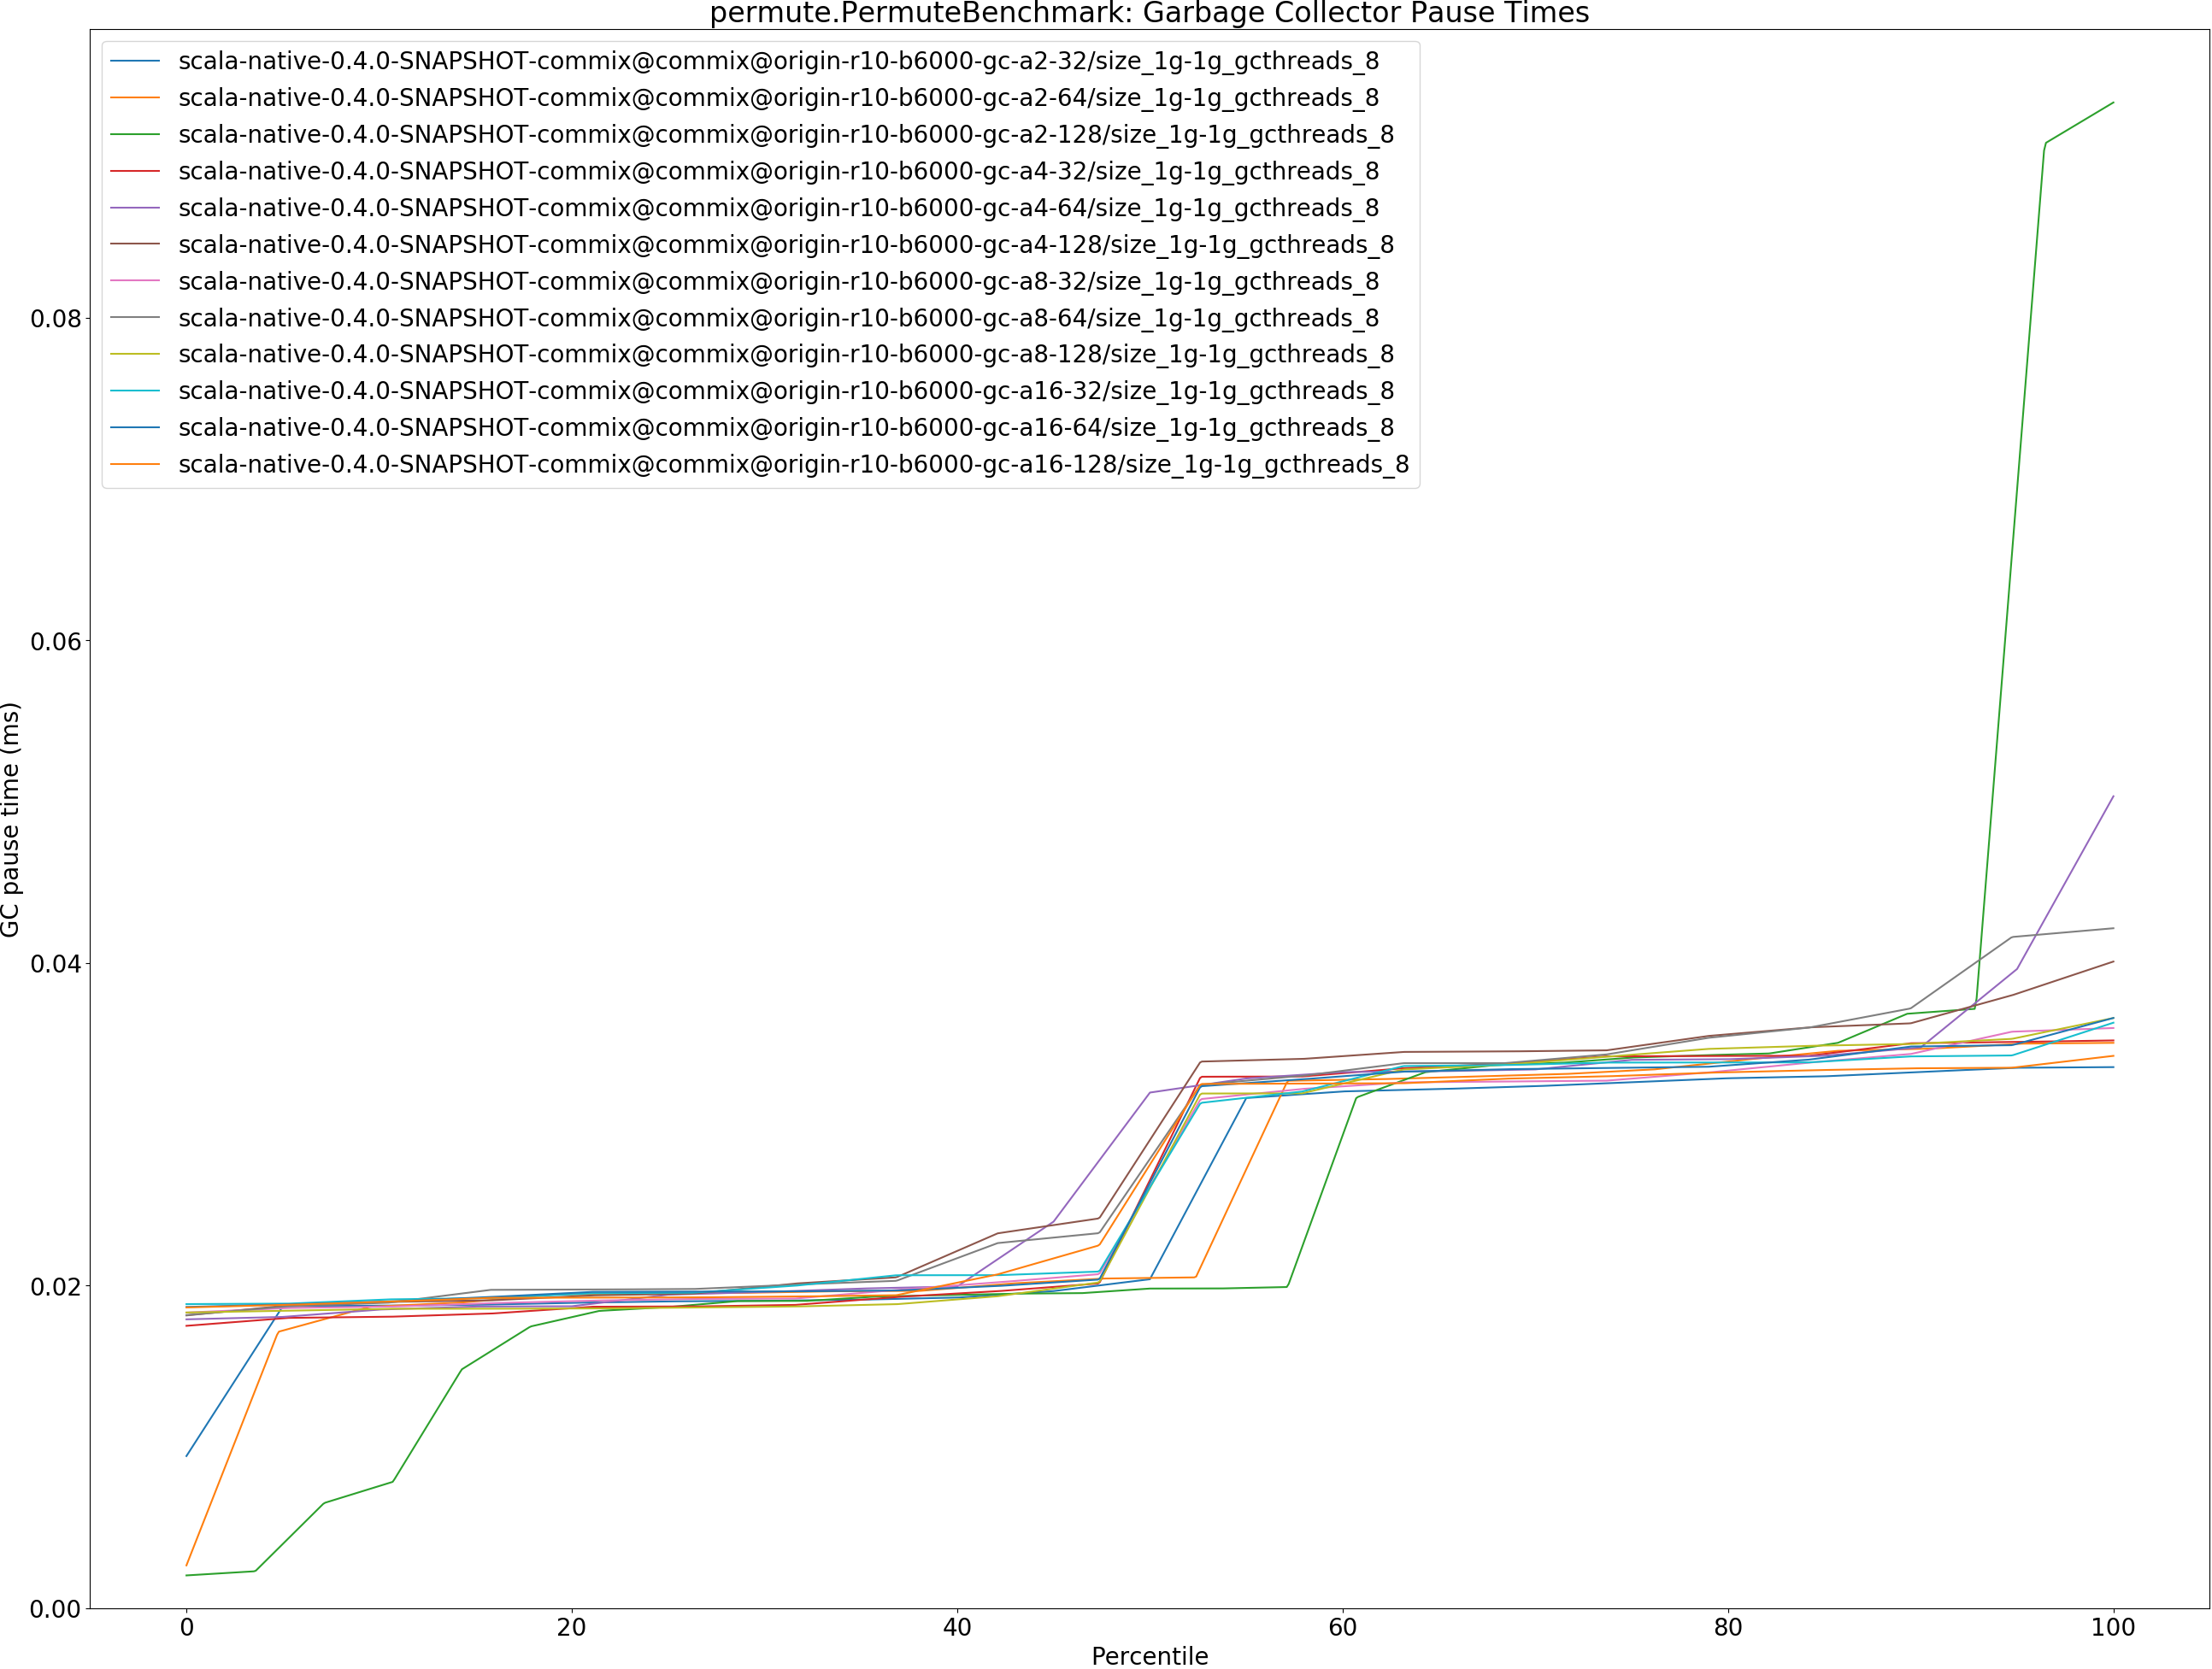 permute.PermuteBenchmark: Garbage Collector Pause Times
scala-native-0.4.0-SNAPSHOT-commix@commix@origin-r10-b6000-gc-a2-32/size_1g-1g_gcthreads_8
scala-native-0.4.0-SNAPSHOT-commix@commix@origin-r10-b6000-gc-a2-64/size_1g-1g_gcthreads_8
scala-native-0.4.0-SNAPSHOT-commix@commix@origin-r10-b6000-gc-a2-128/size_1g-1g_gcthreads_8
scala-native-0.4.0-SNAPSHOT-commix@commix@origin-r10-b6000-gc-a4-32/size_1g-1g_gcthreads_8
scala-native-0.4.0-SNAPSHOT-commix@commix@origin-r10-b6000-gc-a4-64/size_1g-1g_gcthreads_8
scala-native-0.4.0-SNAPSHOT-commix@commix@origin-r10-b6000-gc-a4-128/size_1g-1g_gcthreads_8
scala-native-0.4.0-SNAPSHOT-commix@commix@origin-r10-b6000-gc-a8-32/size_1g-1g_gcthreads_8
scala-native-0.4.0-SNAPSHOT-commix@commix@origin-r10-b6000-gc-a8-64/size_1g-1g_gcthreads_8
scala-native-0.4.0-SNAPSHOT-commix@commix@origin-r10-b6000-gc-a8-128/size_1g-1g_gcthreads_8
scala-native-0.4.0-SNAPSHOT-commix@commix@origin-r10-b6000-gc-a16-32/size_1g-1g_gcthreads_8
scala-native-0.4.0-SNAPSHOT-commix@commix@origin-r10-b6000-gc-a16-64/size_1g-1g_gcthreads_8
scala-native-0.4.0-SNAPSHOT-commix@commix@origin-r10-b6000-gc-a16-128/size_1g-1g_gcthreads_8
GC pause time (ms)
0.08
0.06
0.04
0.02
0.00
0 20 40 60 80 100
Percentile